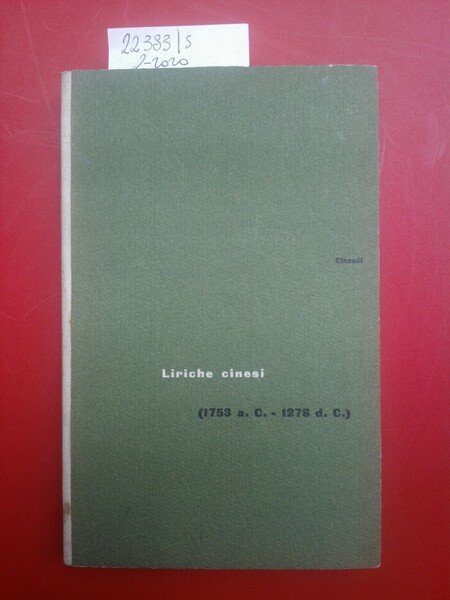 22383/s
2-2020
Einaudi
Liriche cinesi
(1753 a. C. - 1278 d. C.)